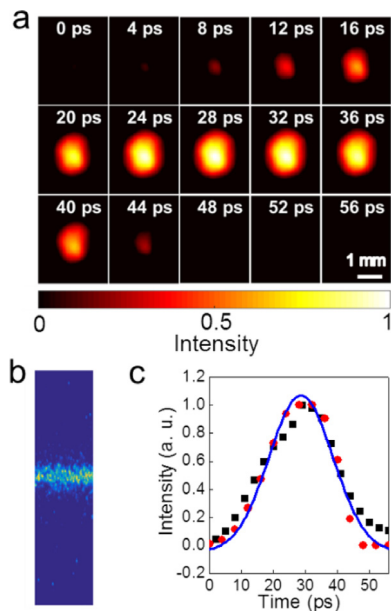 a
0 ps 4 ps 8 ps 12 ps 16 ps
20 ps 24 ps 28 ps 32 ps 36 ps
40 ps 44 ps 48 ps 52 ps 56 ps
1 mm
0 0.5 1
Intensity
b
c
Intensity (a. u.)
1.2
1.0
0.8
0.6
0.4
0.2
0.0
-0.2
0 10 20 30 40 50
Time (ps)